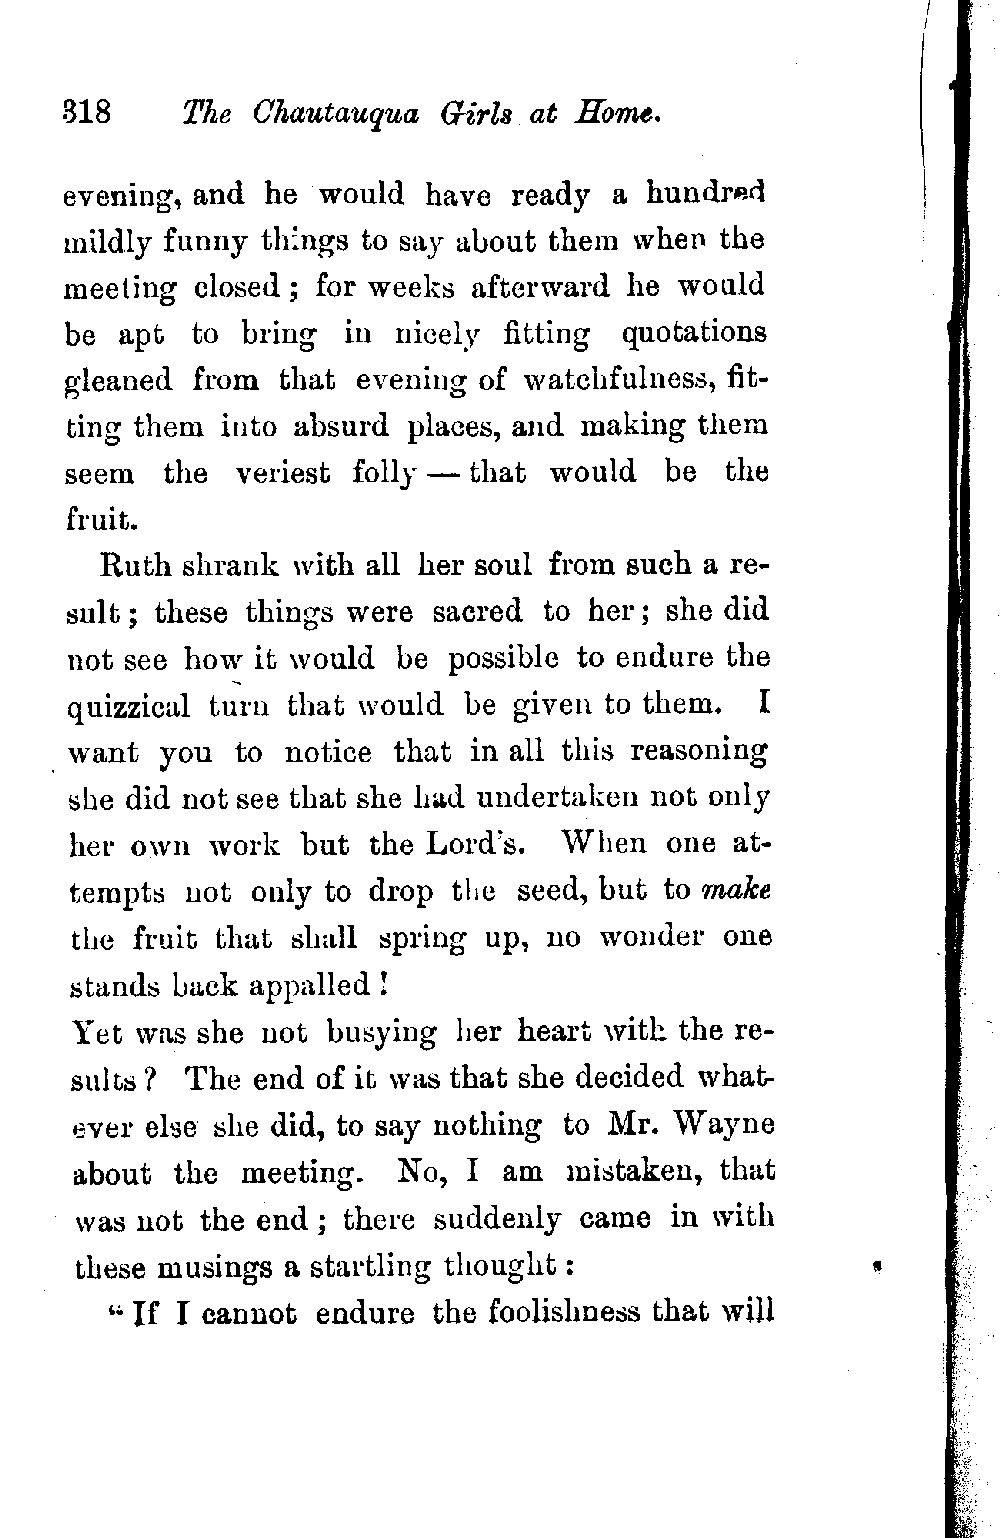 318 The Chautauqua Girls at Home.
evening, and he would have ready a hundred
mildly funny things to say about them when the
meeting closed; for weeks afterward he would
be apt to bring in nicely fitting quotations
gleaned from that evening of watchfulness, fit-
ting them into absurd places, and making them
seem the veriest folly — that would be the
fruit.
Ruth shrank with all her soul from such a re-
sult; these things were sacred to her; she did
not see how it would be possible to endure the
quizzical turn that would be given to them. I
want you to notice that in all this reasoning
she did not see that she had undertaken not only
her own work but the Lord's. When one at-
tempts not only to drop the seed, but to make
the fruit that shall spring up, no wonder one
stands back appalled!
Yet was she not busying her heart with the re-
sults? The end of it was that she decided what-
ever else she did, to say nothing to Mr. Wayne
about the meeting. No, I am mistaken, that
was not the end; there suddenly came in with
these musings a startling thought:
"If I cannot endure the foolishness that will